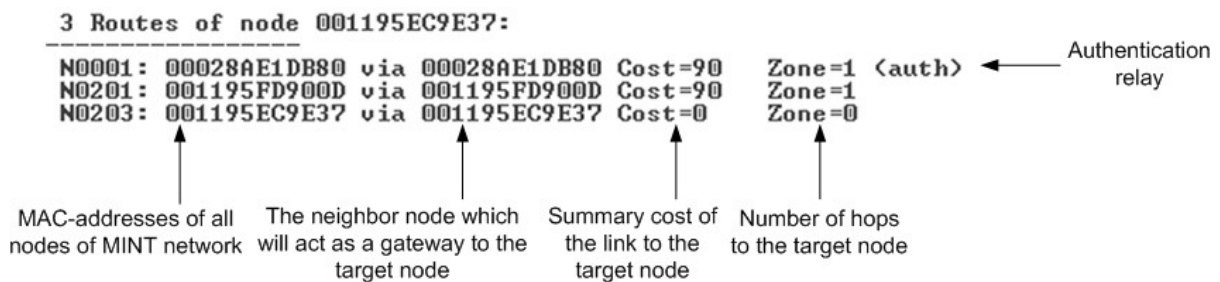 3 Routes of node 001195EC9E37:
N0001: 00028AE1DB80 via 00028AE1DB80 Cost=90 Zone=1 (auth)
Authentication
relay
N0201: 001195FD900D via 001195FD900D Cost=90 Zone=1
N0203: 001195EC9E37 via 001195EC9E37 Cost=0 Zone=0
MAC-addresses of all
nodes of MINT network
The neighbor node which
will act as a gateway to the
target node
Summary cost of
the link to the
target node
Number of hops
to the target node